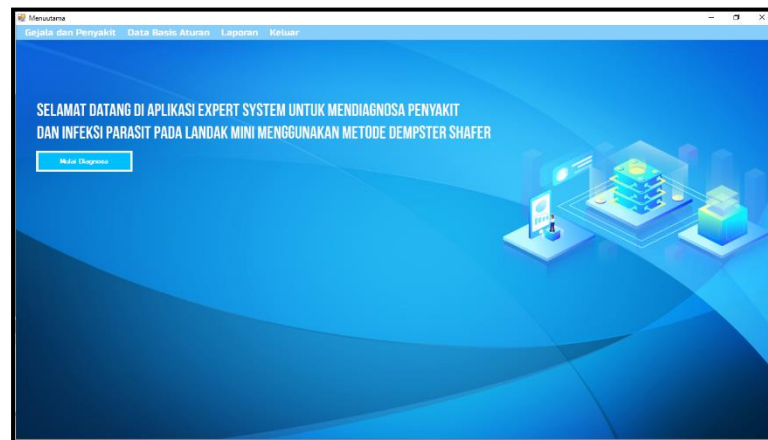 Menuutama
Gejala dan Penyakit Data Basis Aturan Laporan Keluar
SELAMAT DATANG DI APLIKASI EXPERT SYSTEM UNTUK MENDIAGNOSA PENYAKIT
DAN INFEKSI PARASIT PADA LANDAK MINI MENGGUNAKAN METODE DEMPSTER SHAFER
Mulai Diagnosa